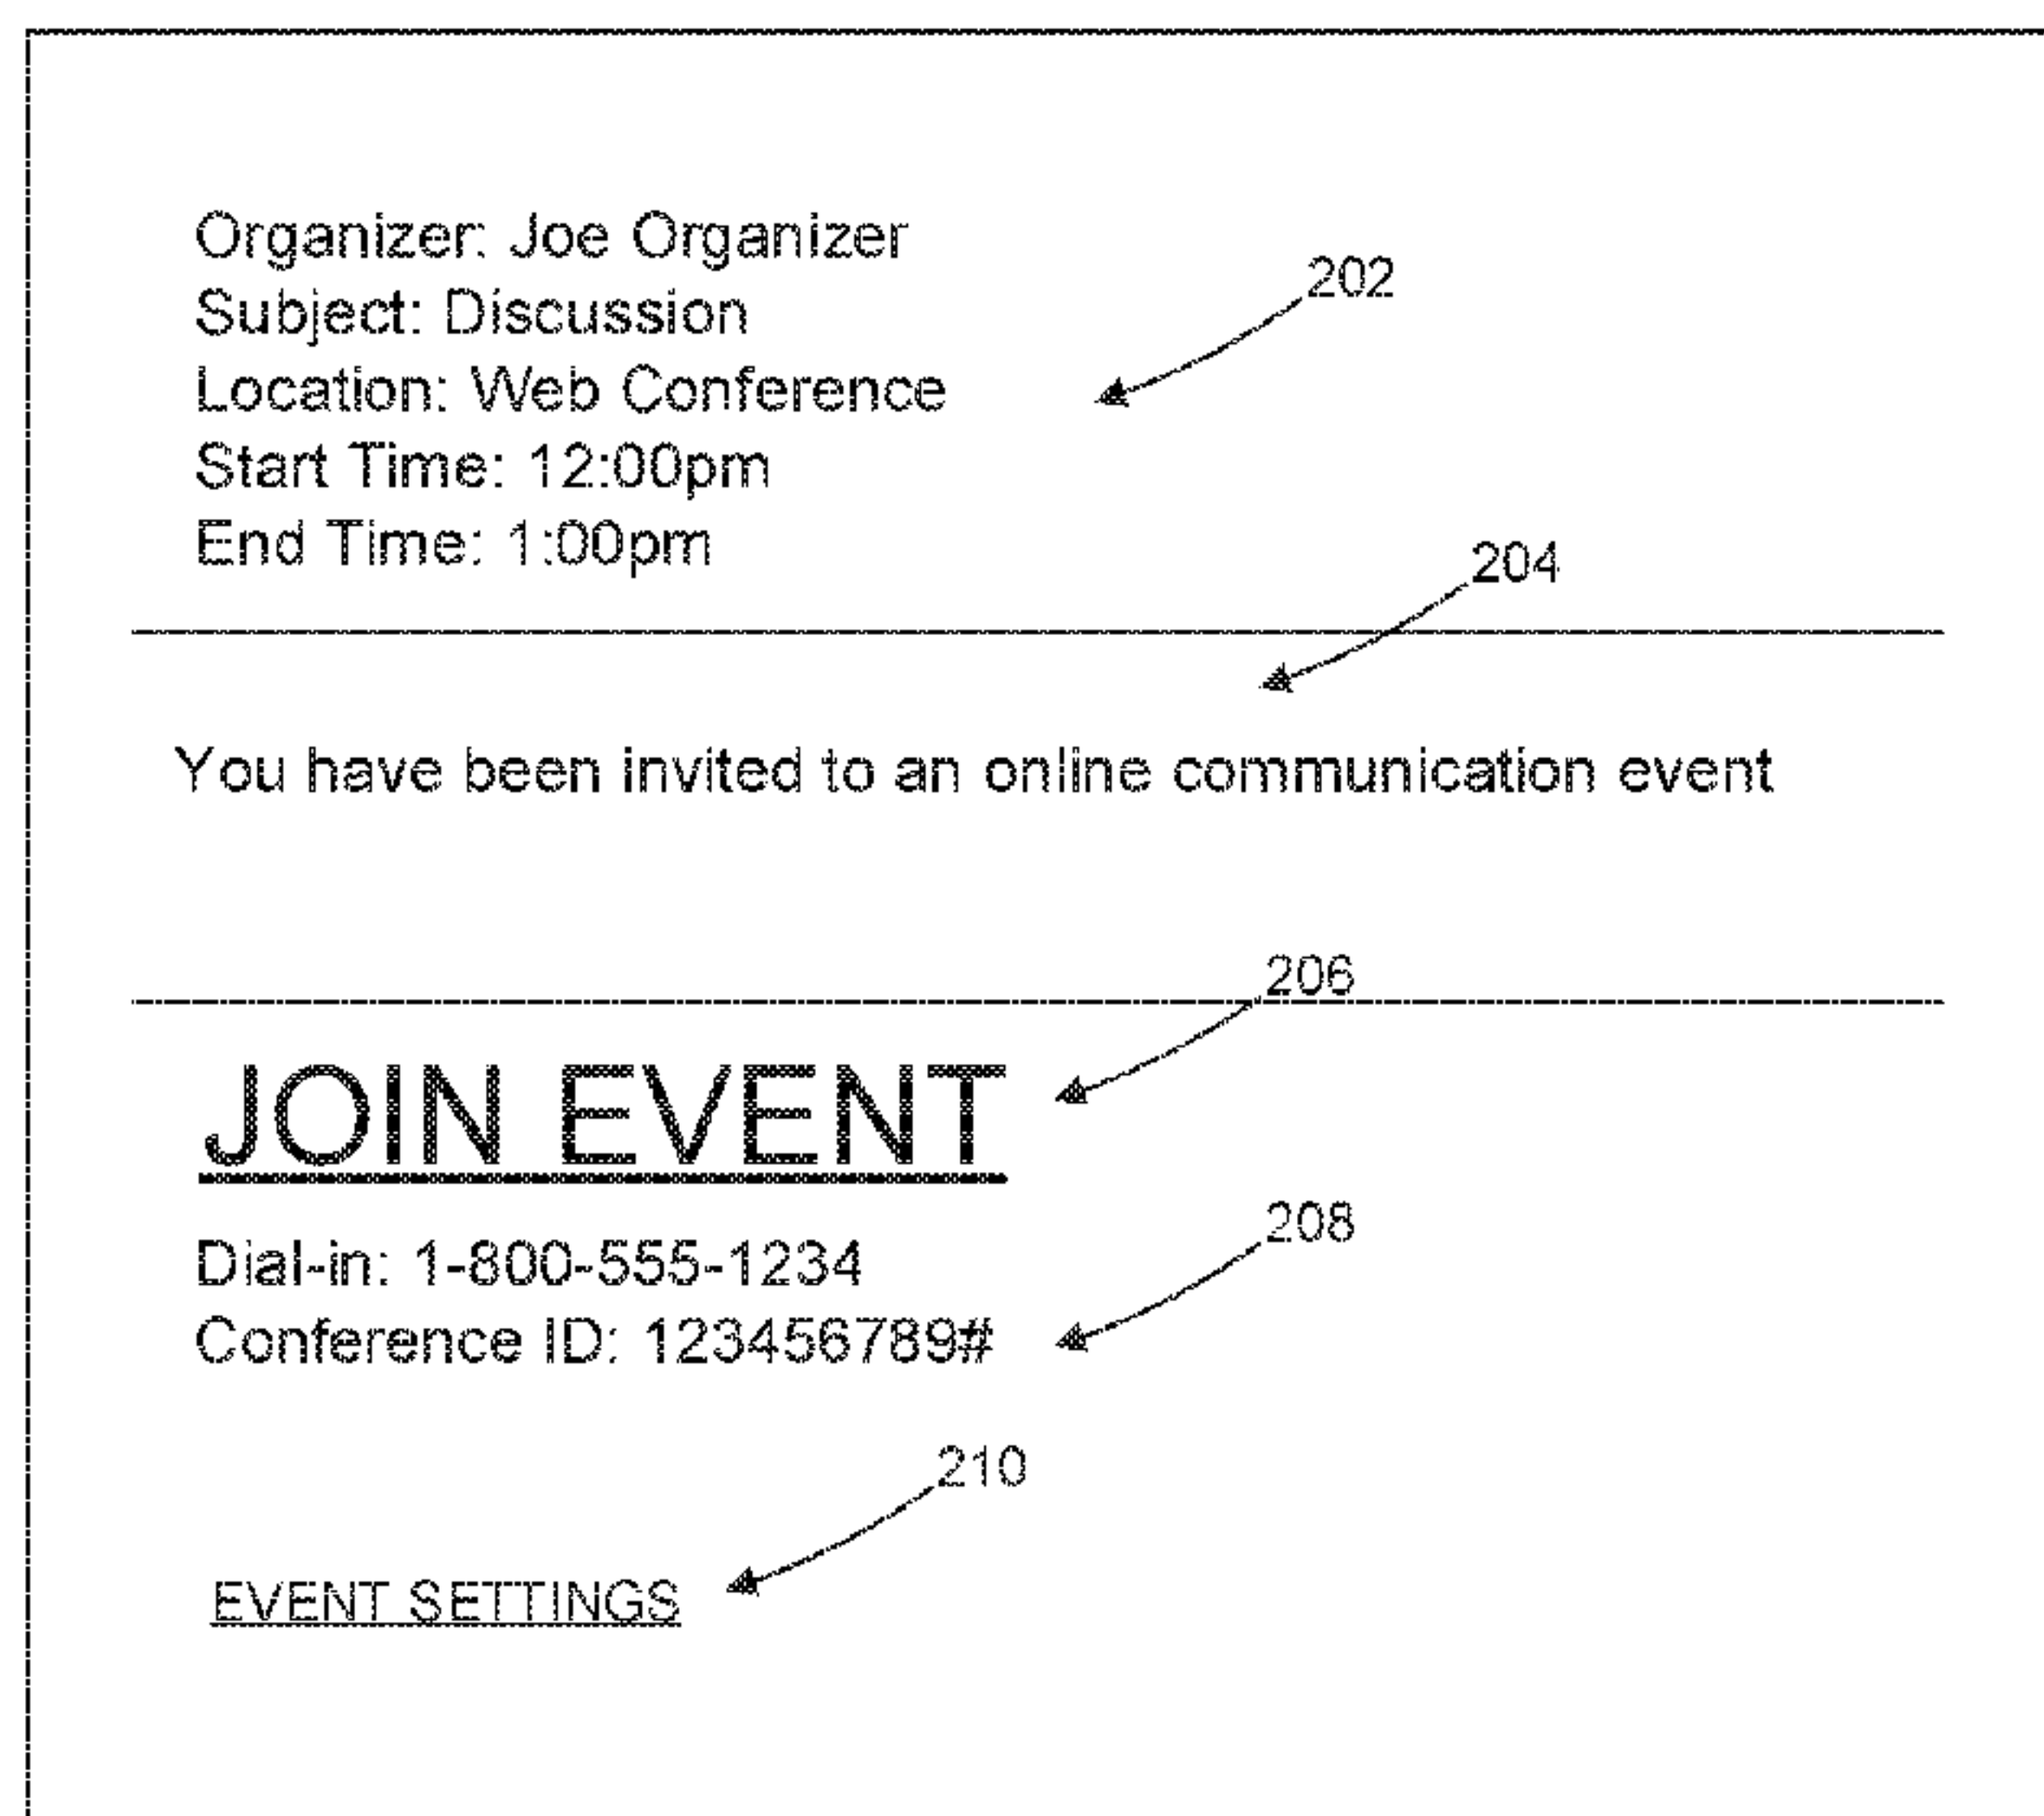 Organizer: Joe Organizer
202
Subject: Discussion
Location: Web Conference
Start Time: 12:00pm
End Time: 1:00pm
204
You have been invited to an online communication event
206
JOIN EVENT
208
Dial-in: 1-800-555-1234
Conference ID: 123456789#
210
EVENT SETTINGS